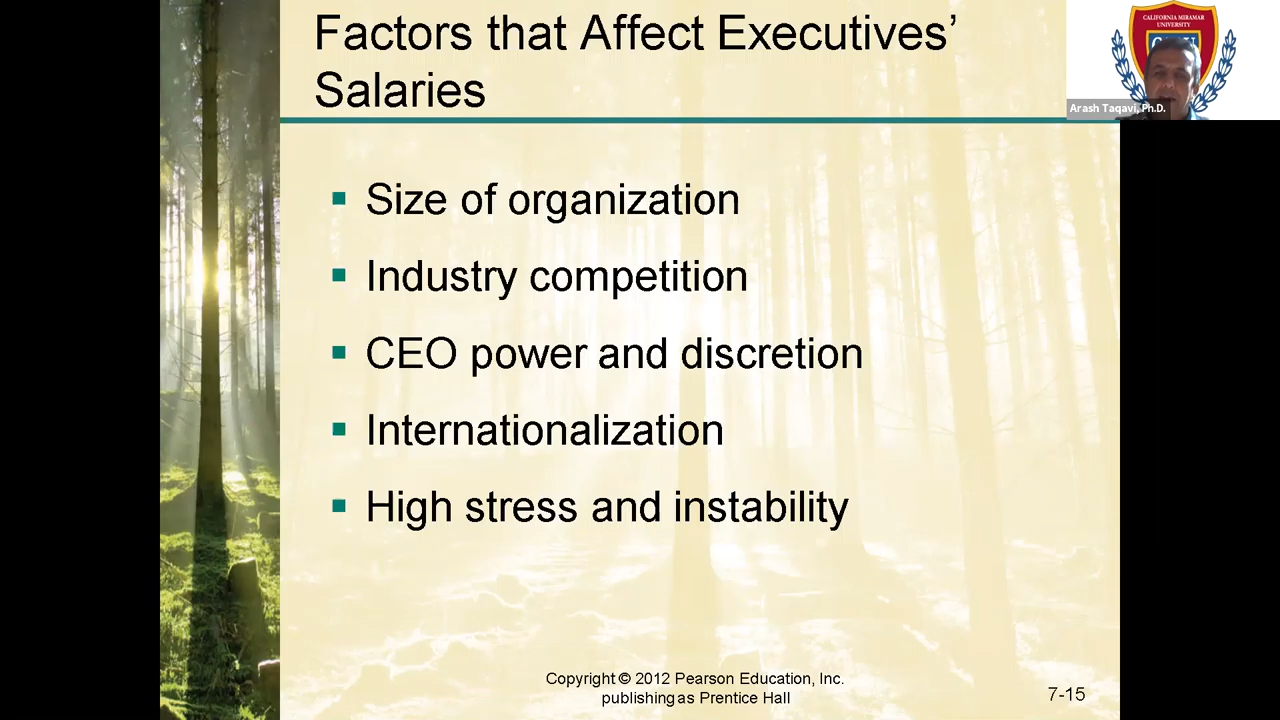 Factors that Affect Executives’
Salaries
CALIFORNIA MIRAMAR
UNIVERSITY
Arash Taqavi, Ph.D.
▪ Size of organization
▪ Industry competition
▪ CEO power and discretion
▪ Internationalization
▪ High stress and instability
Copyright © 2012 Pearson Education, Inc.
publishing as Prentice Hall
7-15